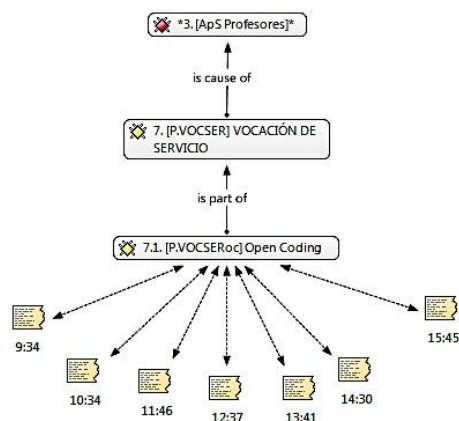 *3. [ApS Profesores]*
is cause of
7. [P.VOCSER] VOCACIÓN DE
SERVICIO
is part of
7.1. [P.VOCSERoc] Open Coding
9:34
10:34
11:46
12:37
13:41
14:30
15:45